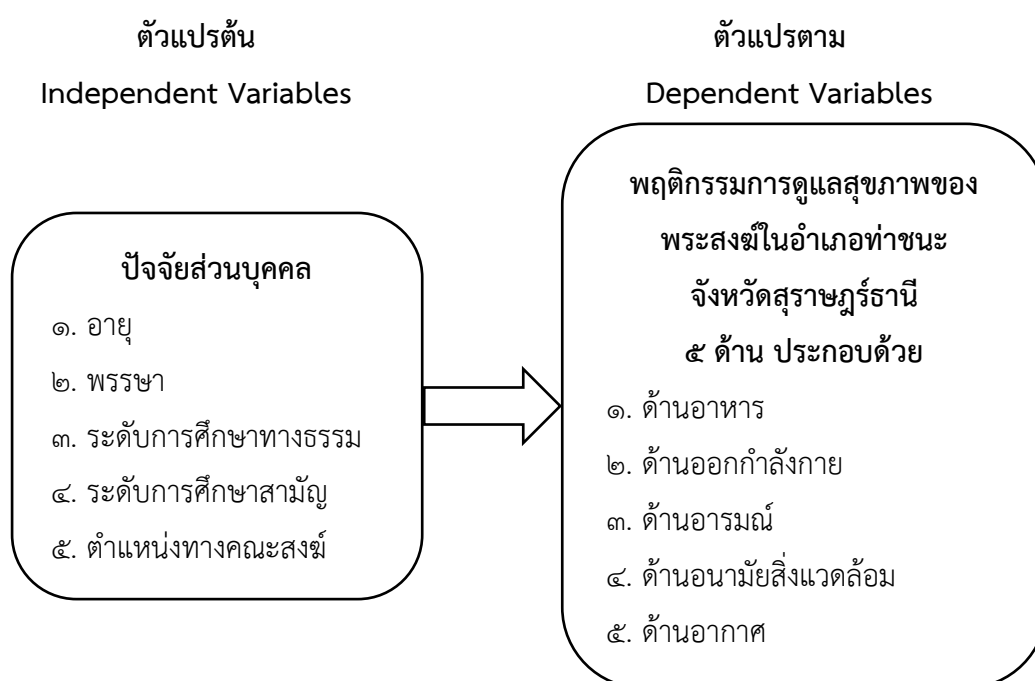 ตัวแปรต้น
Independent Variables
ปัจจัยส่วนบุคคล
๑. อายุ
๒. พรรษา
๓. ระดับการศึกษาทางธรรม
๔. ระดับการศึกษาสามัญ
๕. ตำแหน่งทางคณะสงฆ์
ตัวแปรตาม
Dependent Variables
พฤติกรรมการดูแลสุขภาพของ
พระสงฆ์ในอำเภอท่าชนะ
จังหวัดสุราษฎร์ธานี
๕ ด้าน ประกอบด้วย
๑. ด้านอาหาร
๒. ด้านออกกำลังกาย
๓. ด้านอารมณ์
๔. ด้านอนามัยสิ่งแวดล้อม
๕. ด้านอากาศ